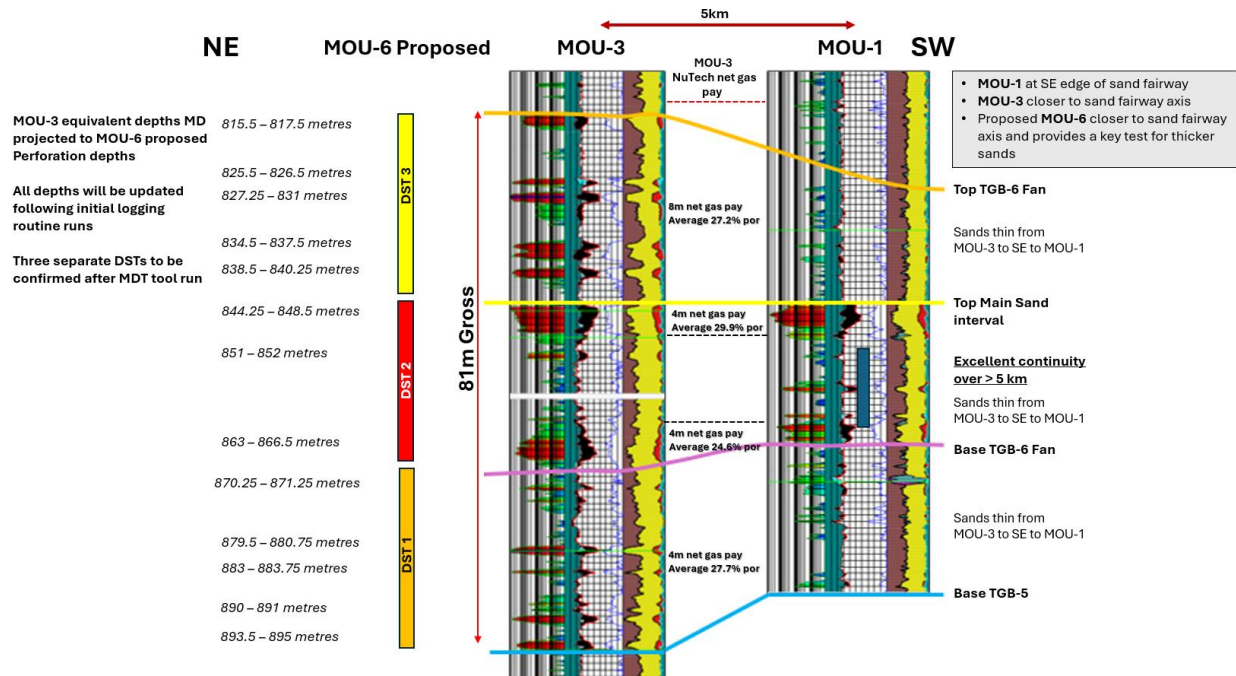 5km
NE
MOU-6 Proposed
MOU-3
MOU-1
SW
MOU-3
NuTech net gas
pay
• MOU-1 at SE edge of sand fairway
• MOU-3 closer to sand fairway
axis
• Proposed MOU-6 closer to sand fairway
axis and provides a key test for thicker
sands
MOU-3 equivalent depths MD
projected to MOU-6 proposed
Perforation depths
All depths will be updated
following initial logging
routine runs
Three separate DSTs to be
confirmed after MDT tool run
815.5 – 817.5 metres
825.5 – 826.5 metres
827.25 – 831 metres
834.5 – 837.5 metres
838.5 – 840.25 metres
844.25 – 848.5 metres
851 – 852 metres
863 – 866.5 metres
870.25 – 871.25 metres
879.5 – 880.75 metres
883 – 883.75 metres
890 – 891 metres
893.5 – 895 metres
DST 3
DST 2
DST 1
81m Gross
8m net gas pay
Average 27.2% por
4m net gas pay
Average 29.9% por
4m net gas pay
Average 24.6% por
4m net gas pay
Average 27.7% por
Top TGB-6 Fan
Sands thin from
MOU-3 to SE to MOU-1
Top Main Sand
interval
Excellent continuity
over > 5 km
Sands thin from
MOU-3 to SE to MOU-1
Base TGB-6 Fan
Sands thin from
MOU-3 to SE to MOU-1
Base TGB-5